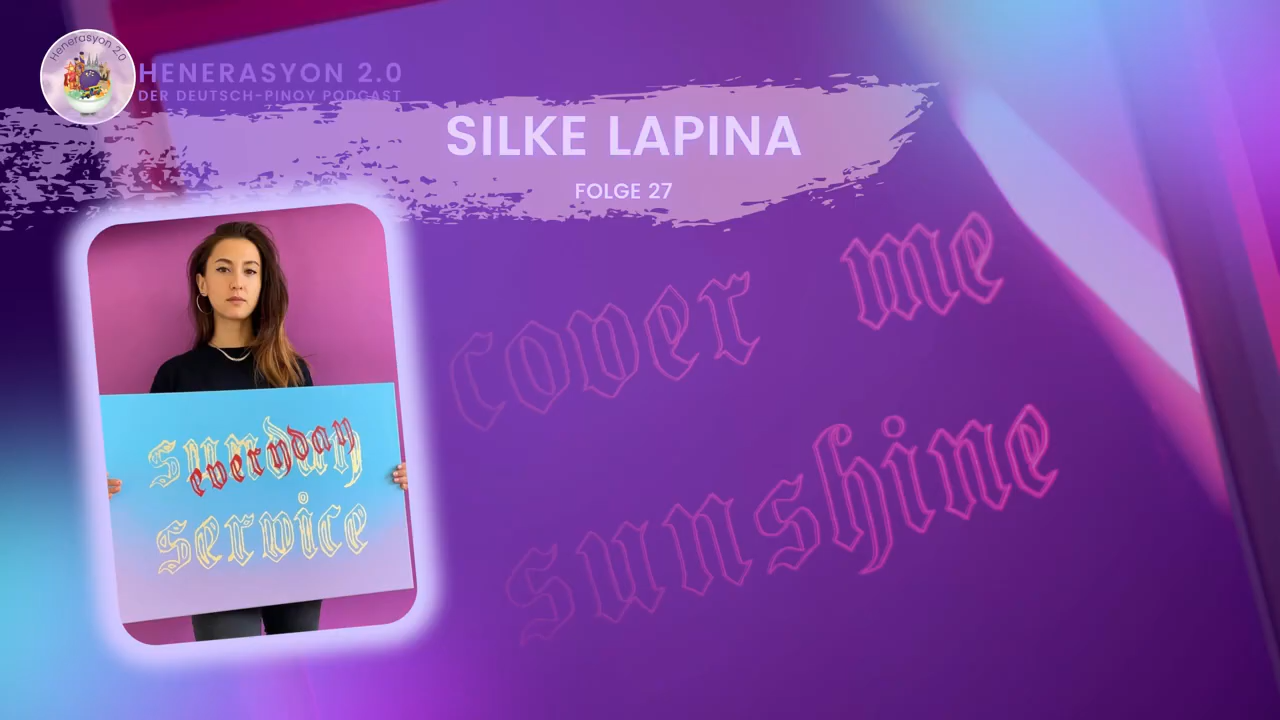 Henerasyon 2.0
HENERASYON 2.0
DER DEUTSCH-PINOY PODCAST
SILKE LAPINA
FOLGE 27
cover me
sunshine
sunday
everyday
service